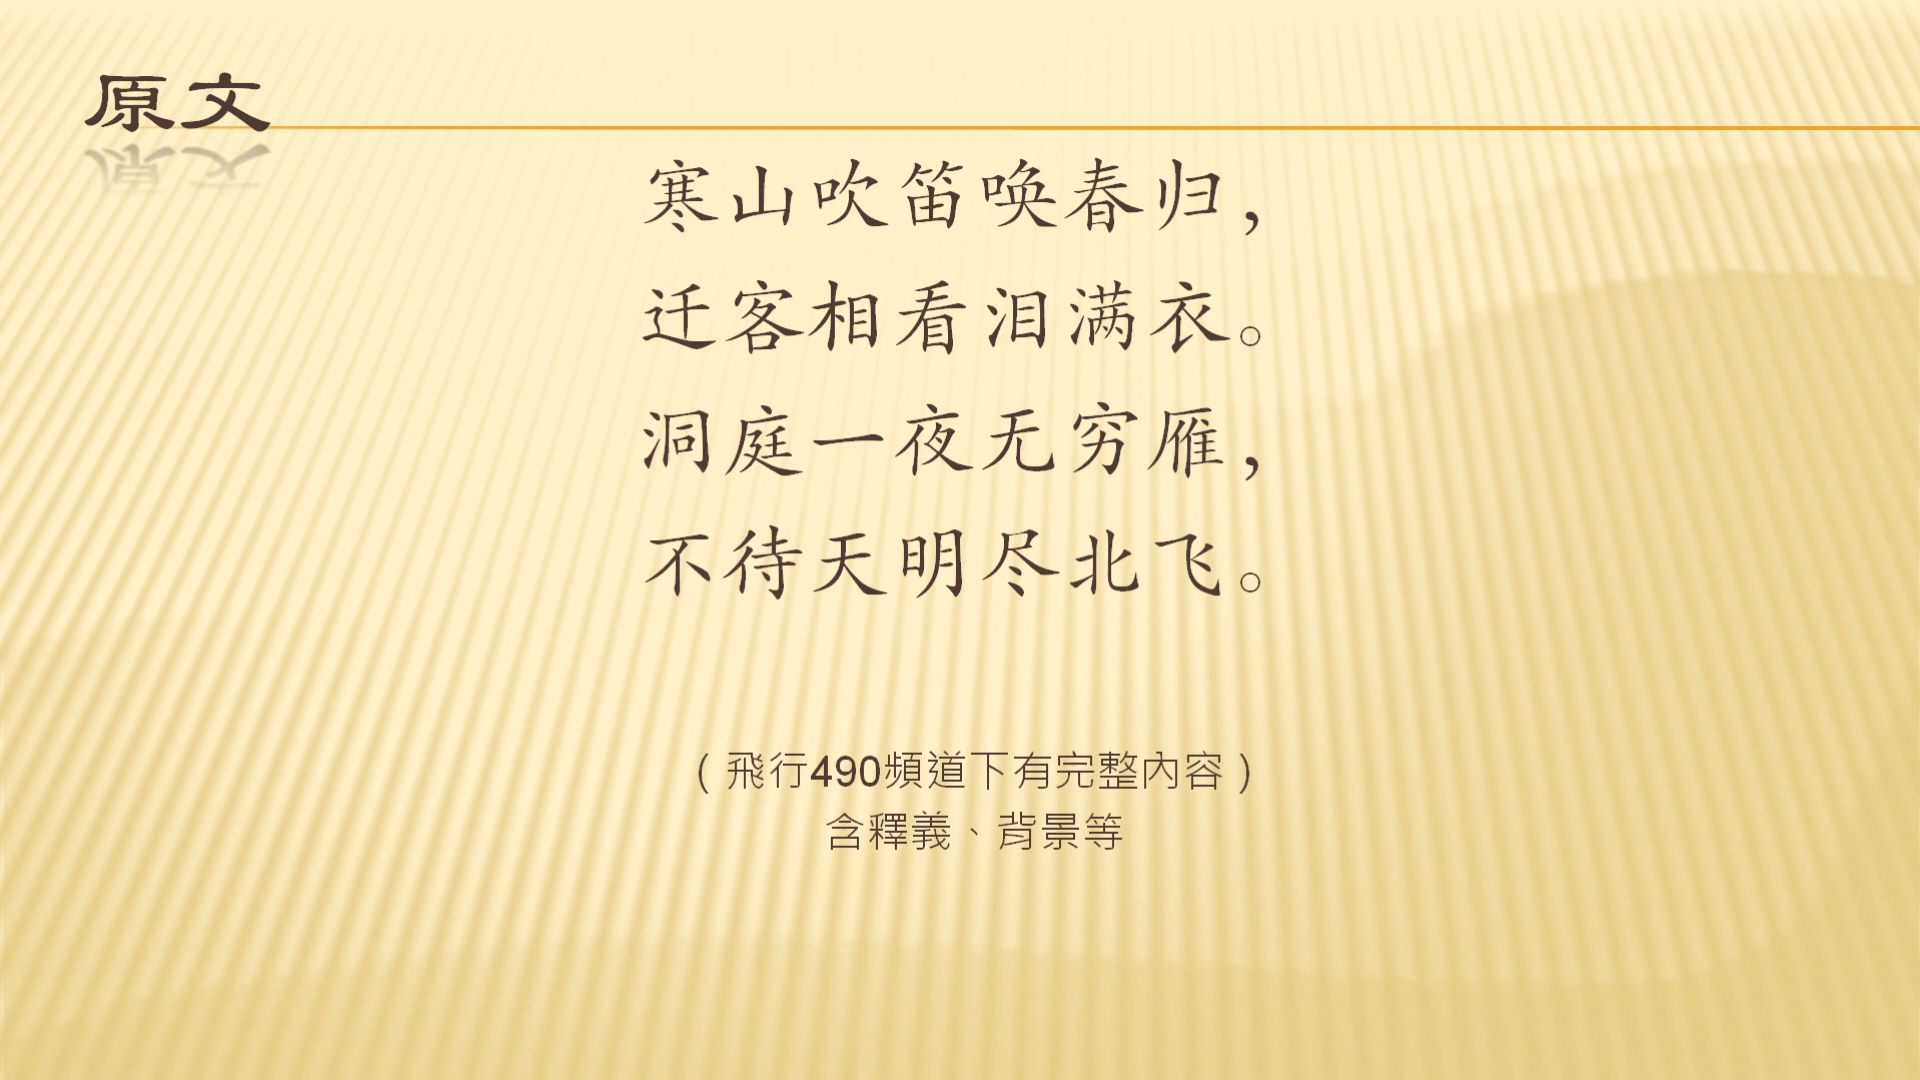 原文
寒山吹笛唤春归，
迁客相看泪满衣。
洞庭一夜无穷雁，
不待天明尽北飞。
（飛行490頻道下有完整內容）
含釋義、背景等